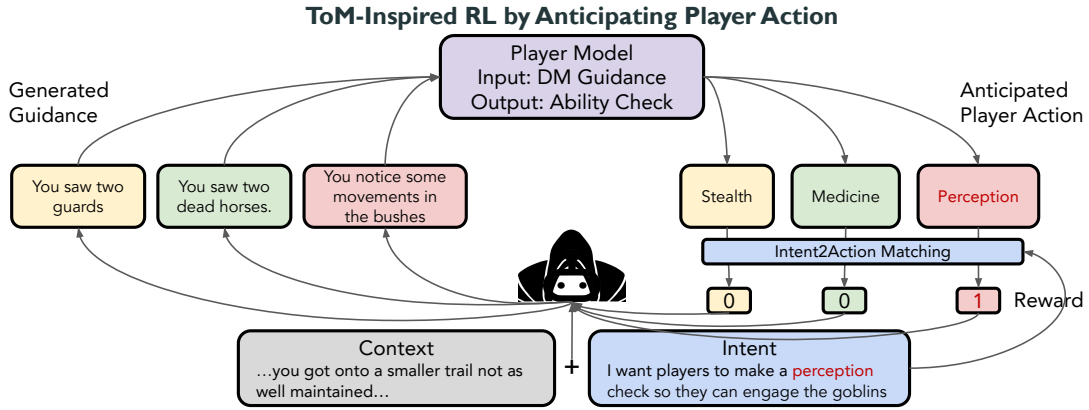 ToM-Inspired RL by Anticipating Player Action
Player Model
Input: DM Guidance
Output: Ability Check
Generated
Guidance
Anticipated
Player Action
You saw two
guards
You saw two
dead horses.
You notice some
movements in
the bushes
Stealth
Medicine
Perception
Intent2Action Matching
0
0
1
Reward
Context
…you got onto a smaller trail not as
well maintained…
+
Intent
I want players to make a perception
check so they can engage the goblins